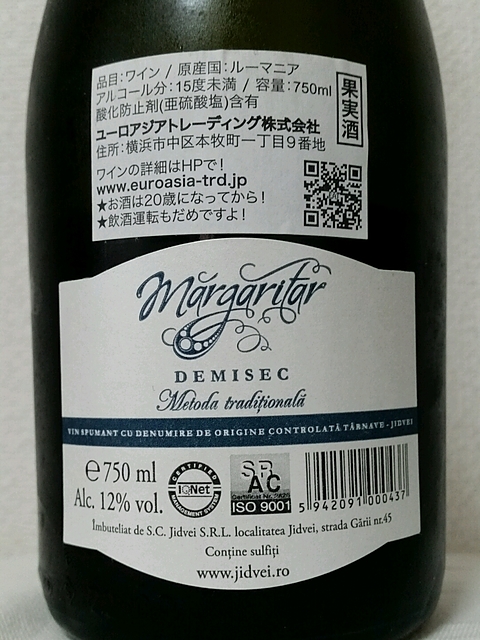 品目:ワイン / 原産国:ルーマニア
アルコール分:15度未満 / 容量:750ml
酸化防止剤(亜硫酸塩)含有
果実酒
ユーロアジアトレーディング株式会社
住所:横浜市中区本牧町一丁目9番地
ワインの詳細はHPで!
www.euroasia-trd.jp
★お酒は20歳になってから!
★飲酒運転もだめですよ!
Mărgăritar
DEMISEC
Metoda tradițională
VIN SPUMANT CU DENUMIRE DE ORIGINE CONTROLATĂ TÂRNAVE - JIDVEI
e 750 ml
Alc. 12% vol.
CERTIFIED
IQNet
MANAGEMENT SYSTEM
SR
AC
ISO 9001
5 942091 000437
Îmbuteliat de S.C. Jidvei S.R.L. localitatea Jidvei, strada Gării nr.45
Conține sulfiți
www.jidvei.ro